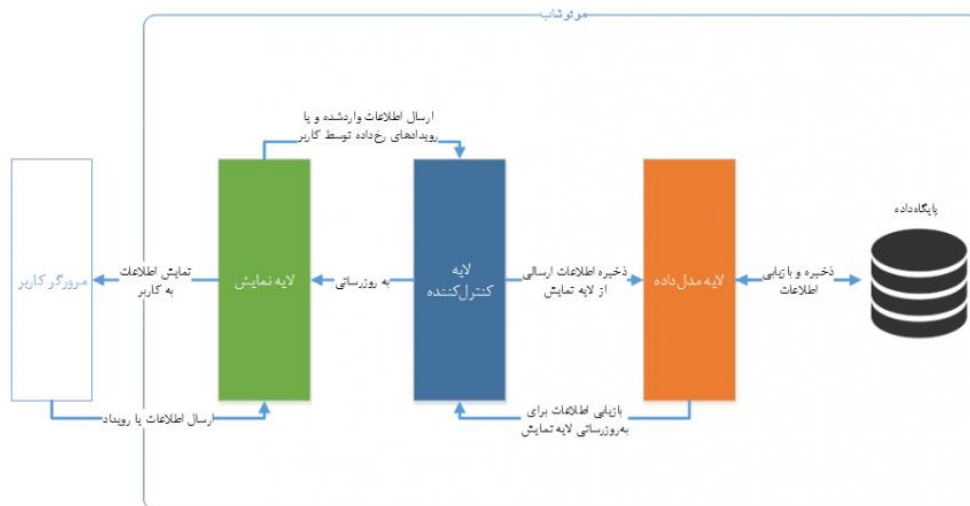 موتوشاب
ارسال اطلاعات واردشده و یا
رویدادهای رخ‌داده توسط کاربر
پایگاه‌داده
مرورگر کاربر
نمایش اطلاعات
به کاربر
لایه نمایش
به روزرسانی
لایه
کنترل‌کننده
ذخیره اطلاعات ارسالی
از لایه نمایش
لایه مدل‌داده
ذخیره و بازیابی
اطلاعات
ارسال اطلاعات یا رویداد
بازیابی اطلاعات برای
به‌روزرسانی لایه نمایش